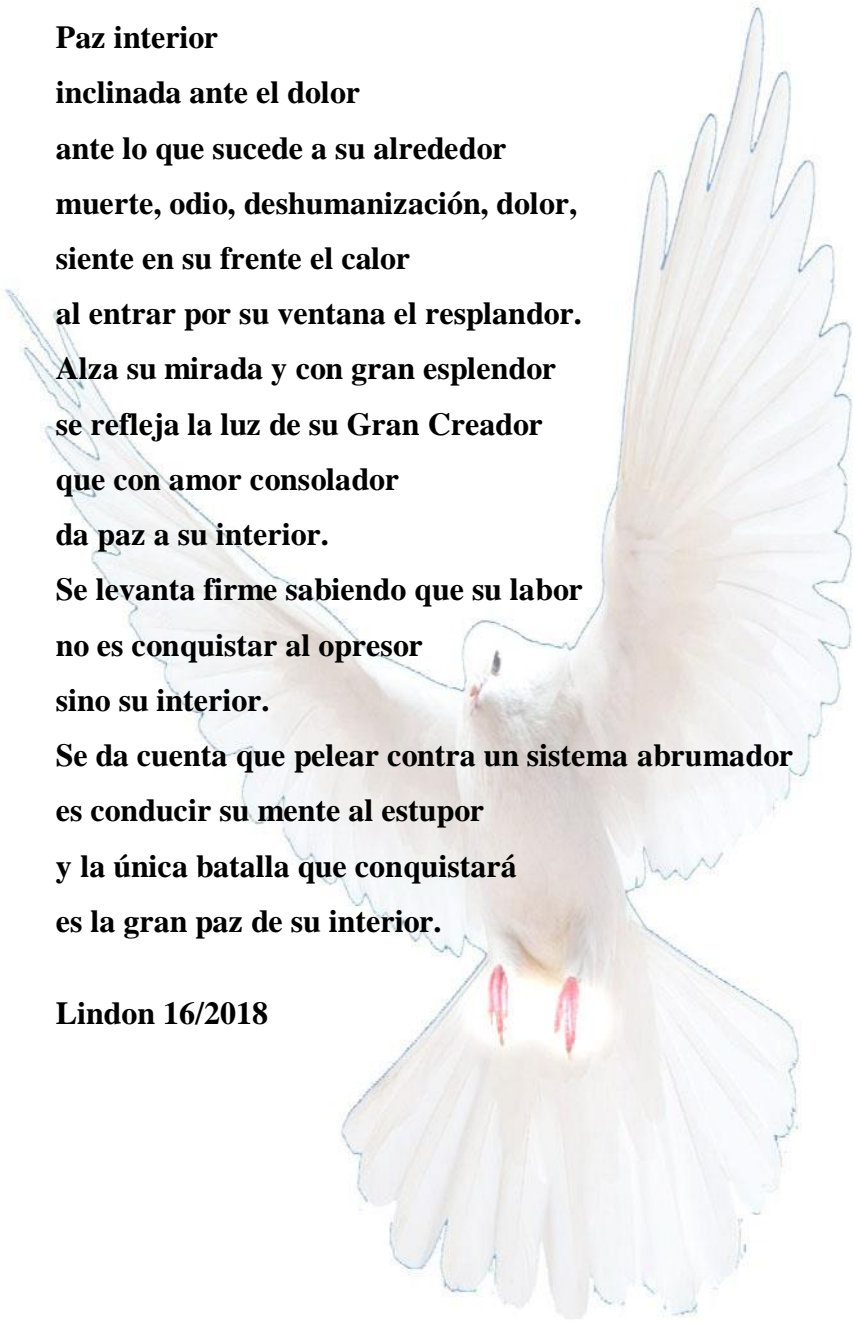 Paz interior
inclinada ante el dolor
ante lo que sucede a su alrededor
muerte, odio, deshumanización, dolor,
siente en su frente el calor
al entrar por su ventana el resplandor.
Alza su mirada y con gran esplendor
se refleja la luz de su Gran Creador
que con amor consolador
da paz a su interior.
Se levanta firme sabiendo que su labor
no es conquistar al opresor
sino su interior.
Se da cuenta que pelear contra un sistema abrumador
es conducir su mente al estupor
y la única batalla que conquistará
es la gran paz de su interior.
Lindon 16/2018